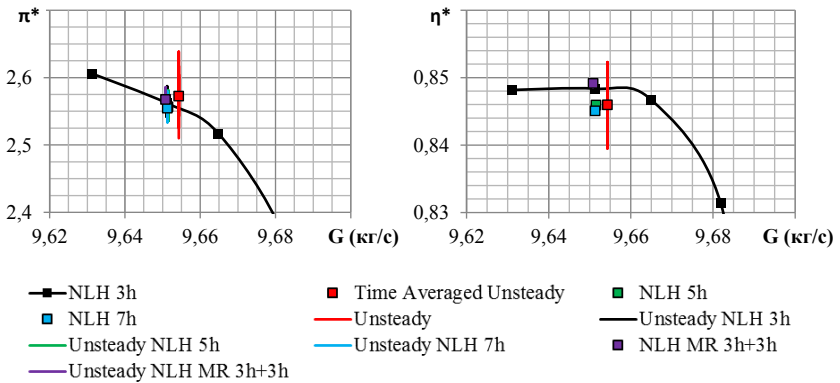 π*
2,6
2,5
2,4
9,62 9,64 9,66 9,68 G (кг/с)
η*
0,85
0,84
0,83
9,62 9,64 9,66 9,68 G (кг/с)
NLH 3h Time Averaged Unsteady NLH 5h
NLH 7h Unsteady Unsteady NLH 3h
Unsteady NLH 5h Unsteady NLH 7h NLH MR 3h+3h
Unsteady NLH MR 3h+3h